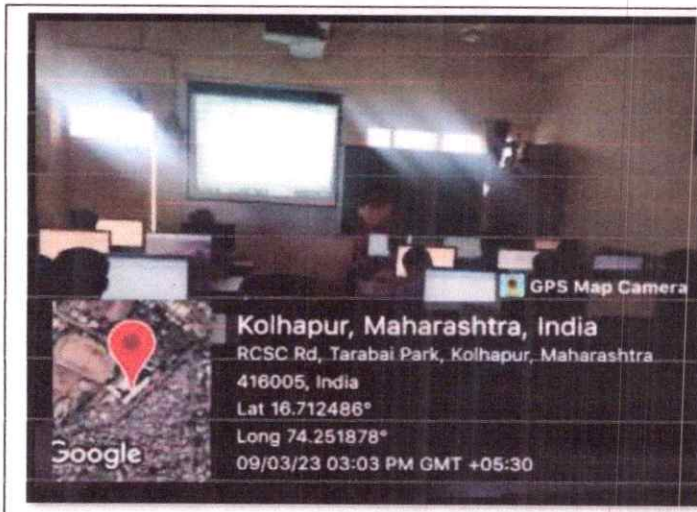 GPS Map Camera
Kolhapur, Maharashtra, India
RCSC Rd, Tarabai Park, Kolhapur, Maharashtra
416005, India
Lat 16.712486°
Long 74.251878°
Google
09/03/23 03:03 PM GMT +05:30